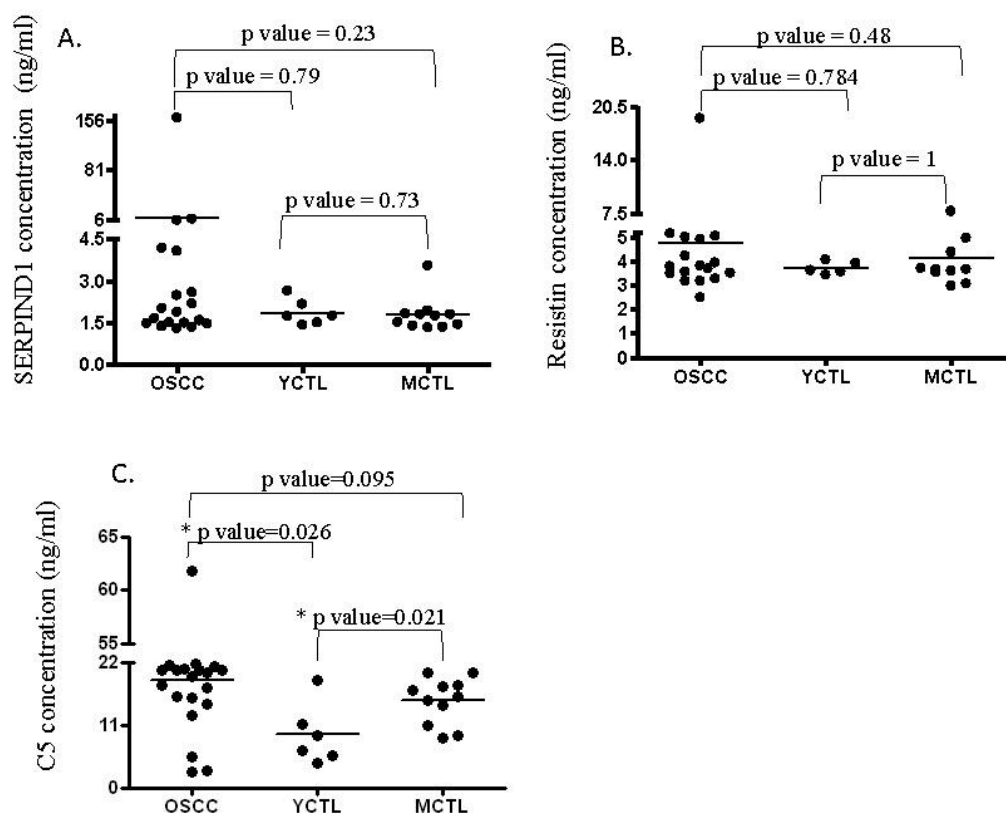 A.
p value = 0.23
p value = 0.79
p value = 0.73
SERPIND1 concentration (ng/ml)
156
81
6
4.5
3.0
1.5
0.0
OSCC YCTL MCTL
B.
p value = 0.48
p value = 0.784
p value = 1
Resistin concentration (ng/ml)
20.5
14.0
7.5
5
4
3
2
1
0
OSCC YCTL MCTL
C.
p value=0.095
* p value=0.026
* p value=0.021
C5 concentration (ng/ml)
65
60
55
22
11
0
OSCC YCTL MCTL